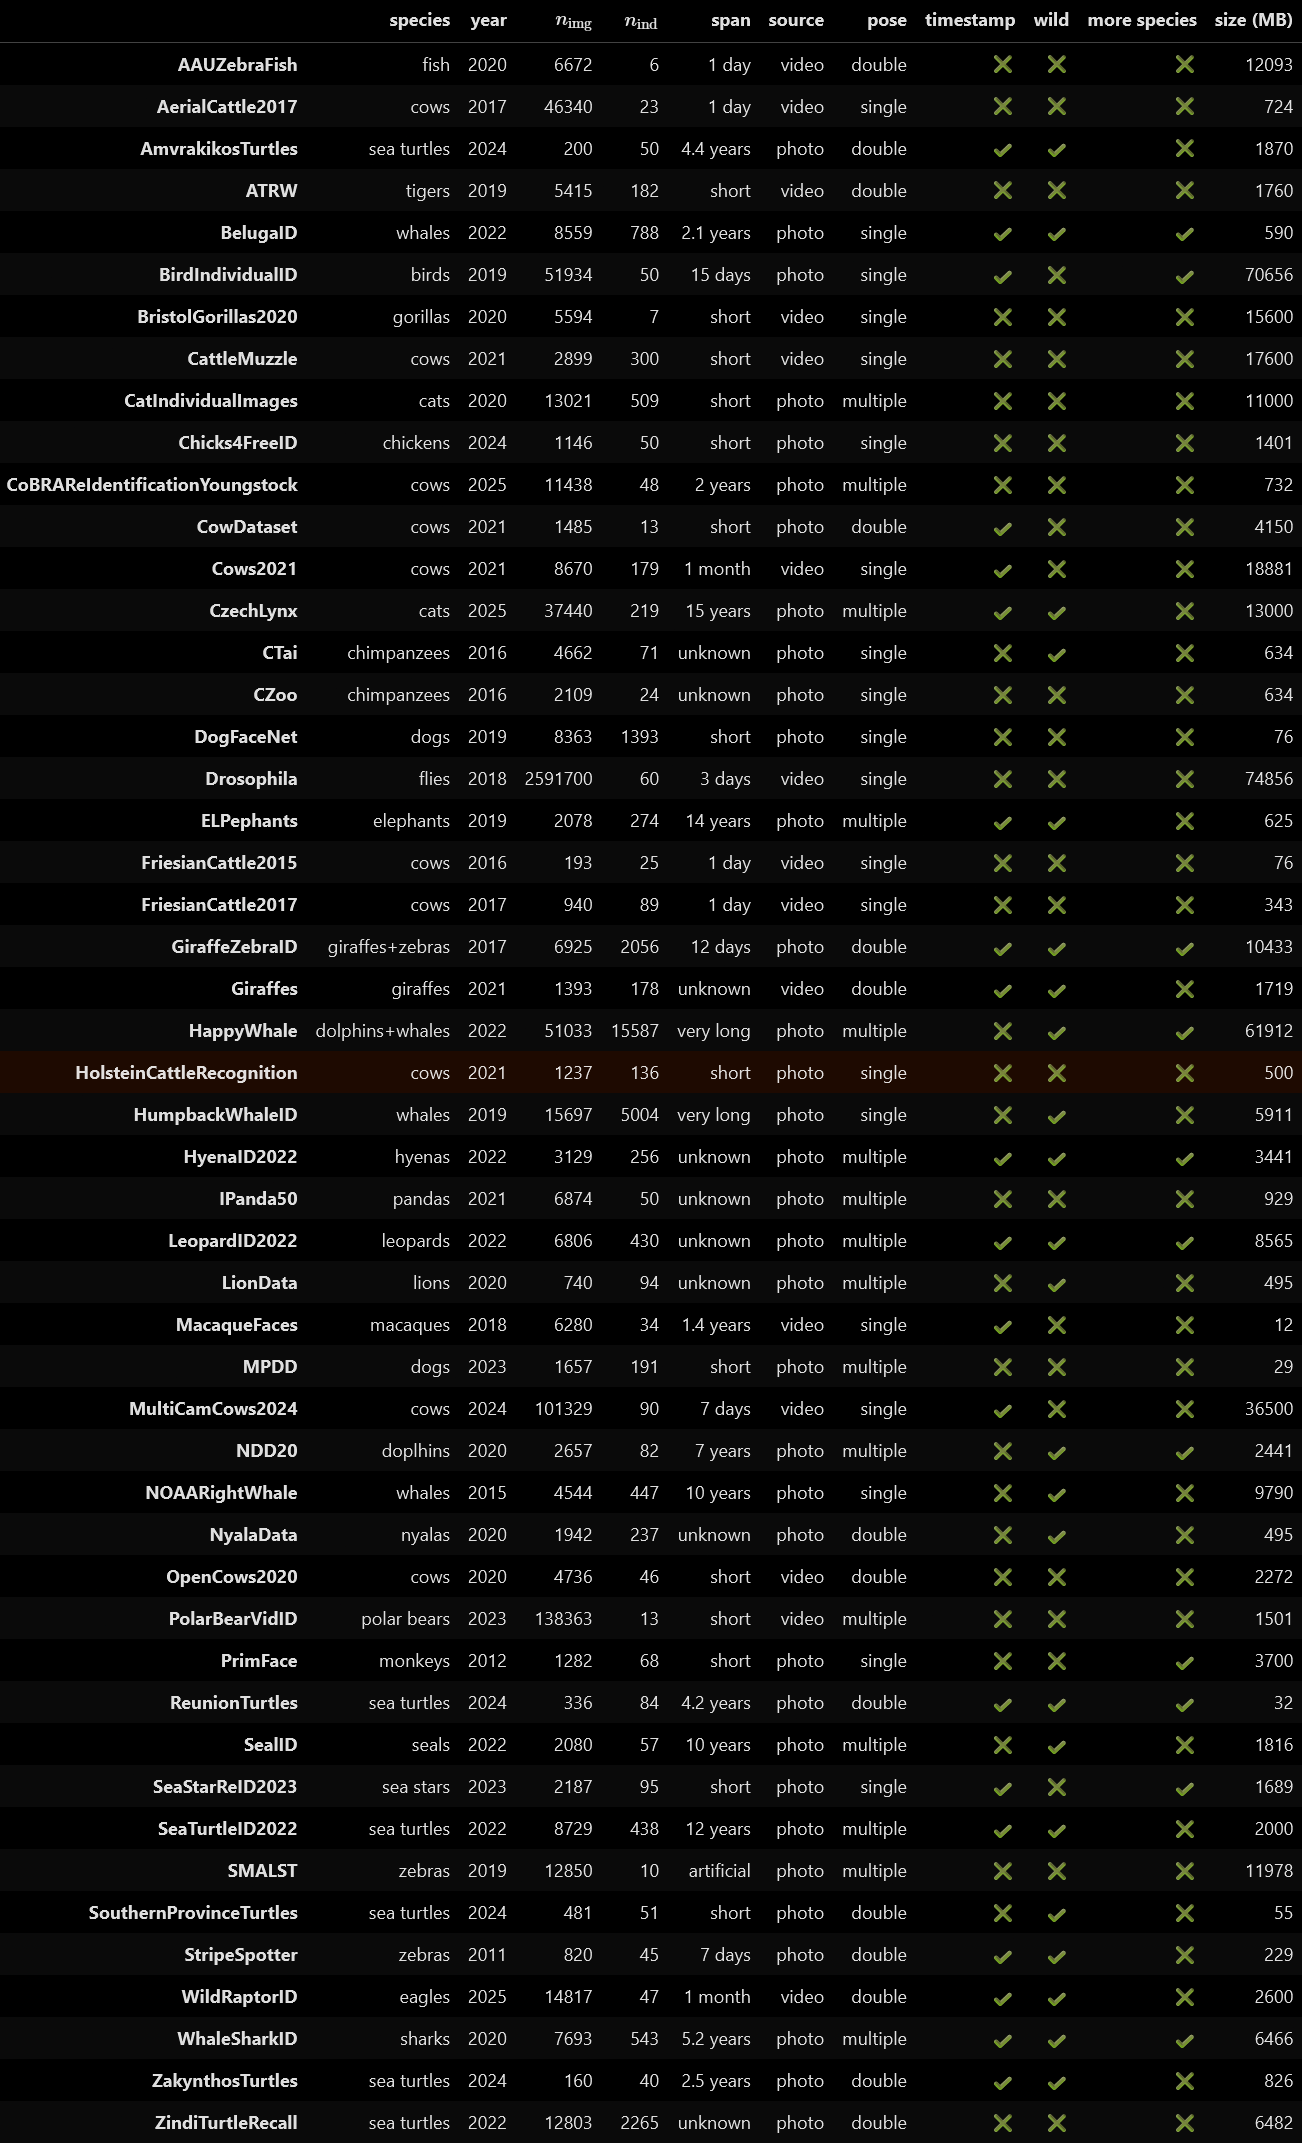 species year n_img n_ind span source pose timestamp wild more species size (MB)
AAUZebraFish fish 2020 6672 6 1 day video double ✗ ✗ ✗ 12093
AerialCattle2017 cows 2017 46340 23 1 day video single ✗ ✗ ✗ 724
AmvrakikosTurtles sea turtles 2024 200 50 4.4 years photo double ✓ ✓ ✗ 1870
ATRW tigers 2019 5415 182 short video double ✗ ✗ ✗ 1760
BelugaID whales 2022 8559 788 2.1 years photo single ✓ ✓ ✓ 590
BirdIndividualID birds 2019 51934 50 15 days photo single ✓ ✗ ✓ 70656
BristolGorillas2020 gorillas 2020 5594 7 short video single ✗ ✗ ✗ 15600
CattleMuzzle cows 2021 2899 300 short video single ✗ ✗ ✗ 17600
CatIndividualImages cats 2020 13021 509 short photo multiple ✗ ✗ ✗ 11000
Chicks4FreeID chickens 2024 1146 50 short photo single ✗ ✗ ✗ 1401
CoBRAReIdentificationYoungstock cows 2025 11438 48 2 years photo multiple ✗ ✗ ✗ 732
CowDataset cows 2021 1485 13 short photo double ✓ ✗ ✗ 4150
Cows2021 cows 2021 8670 179 1 month video single ✓ ✗ ✗ 18881
CzechLynx cats 2025 37440 219 15 years photo multiple ✓ ✓ ✗ 13000
CTai chimpanzees 2016 4662 71 unknown photo single ✗ ✓ ✗ 634
CZoo chimpanzees 2016 2109 24 unknown photo single ✗ ✗ ✗ 634
DogFaceNet dogs 2019 8363 1393 short photo single ✗ ✗ ✗ 76
Drosophila flies 2018 2591700 60 3 days video single ✗ ✗ ✗ 74856
ELPephants elephants 2019 2078 274 14 years photo multiple ✓ ✓ ✗ 625
FriesianCattle2015 cows 2016 193 25 1 day video single ✗ ✗ ✗ 76
FriesianCattle2017 cows 2017 940 89 1 day video single ✗ ✗ ✗ 343
GiraffeZebraID giraffes+zebras 2017 6925 2056 12 days photo double ✓ ✓ ✓ 10433
Giraffes giraffes 2021 1393 178 unknown video double ✓ ✓ ✗ 1719
HappyWhale dolphins+whales 2022 51033 15587 very long photo multiple ✗ ✓ ✓ 61912
HolsteinCattleRecognition cows 2021 1237 136 short photo single ✗ ✗ ✗ 500
HumpbackWhaleID whales 2019 15697 5004 very long photo single ✗ ✓ ✗ 5911
HyenaID2022 hyenas 2022 3129 256 unknown photo multiple ✓ ✓ ✓ 3441
IPanda50 pandas 2021 6874 50 unknown photo multiple ✗ ✗ ✗ 929
LeopardID2022 leopards 2022 6806 430 unknown photo multiple ✓ ✓ ✓ 8565
LionData lions 2020 740 94 unknown photo multiple ✗ ✓ ✗ 495
MacaqueFaces macaques 2018 6280 34 1.4 years video single ✓ ✗ ✗ 12
MPDD dogs 2023 1657 191 short photo multiple ✗ ✗ ✗ 29
MultiCamCows2024 cows 2024 101329 90 7 days video single ✓ ✗ ✗ 36500
NDD20 doplhins 2020 2657 82 7 years photo multiple ✗ ✓ ✓ 2441
NOAARightWhale whales 2015 4544 447 10 years photo single ✗ ✓ ✗ 9790
NyalaData nyalas 2020 1942 237 unknown photo double ✗ ✓ ✗ 495
OpenCows2020 cows 2020 4736 46 short video double ✗ ✗ ✗ 2272
PolarBearVidID polar bears 2023 138363 13 short video multiple ✗ ✗ ✗ 1501
PrimFace monkeys 2012 1282 68 short photo single ✗ ✗ ✓ 3700
ReunionTurtles sea turtles 2024 336 84 4.2 years photo double ✓ ✓ ✓ 32
SealID seals 2022 2080 57 10 years photo multiple ✗ ✓ ✗ 1816
SeaStarReID2023 sea stars 2023 2187 95 short photo single ✓ ✗ ✓ 1689
SeaTurtleID2022 sea turtles 2022 8729 438 12 years photo multiple ✓ ✓ ✗ 2000
SMALST zebras 2019 12850 10 artificial photo multiple ✗ ✗ ✗ 11978
SouthernProvinceTurtles sea turtles 2024 481 51 short photo double ✗ ✓ ✗ 55
StripeSpotter zebras 2011 820 45 7 days photo double ✓ ✓ ✗ 229
WildRaptorID eagles 2025 14817 47 1 month video double ✓ ✓ ✗ 2600
WhaleSharkID sharks 2020 7693 543 5.2 years photo multiple ✓ ✓ ✓ 6466
ZakynthosTurtles sea turtles 2024 160 40 2.5 years photo double ✓ ✓ ✗ 826
ZindiTurtleRecall sea turtles 2022 12803 2265 unknown photo double ✗ ✗ ✗ 6482